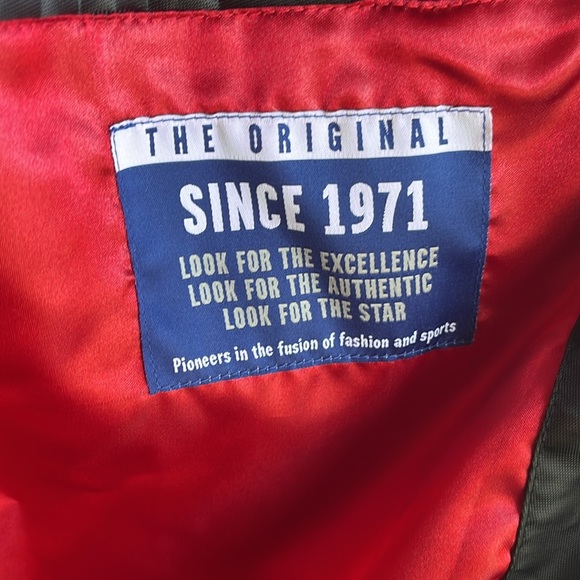 THE ORIGINAL
SINCE 1971
LOOK FOR THE EXCELLENCE
LOOK FOR THE AUTHENTIC
LOOK FOR THE STAR
Pioneers in the fusion of fashion and sports